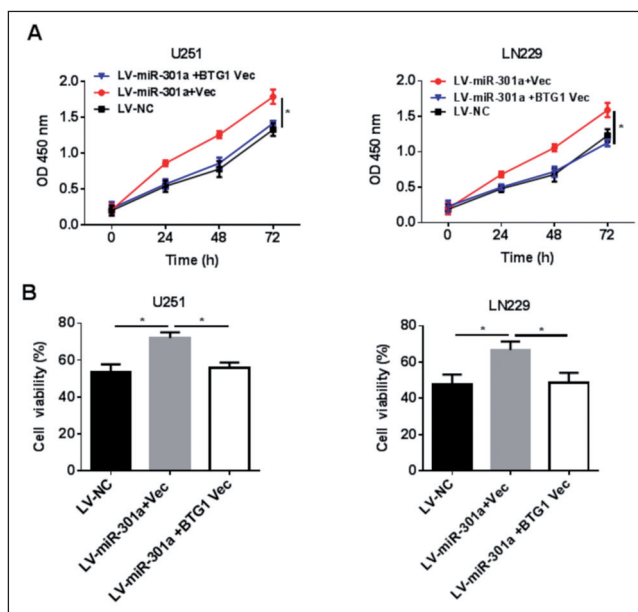 A
U251
LV-miR-301a +BTG1 Vec
LV-miR-301a+Vec
LV-NC
OD 450 nm
2.0
1.5
1.0
0.5
0.0
*
0 24 48 72
Time (h)
LN229
LV-miR-301a+Vec
LV-miR-301a +BTG1 Vec
LV-NC
OD 450 nm
2.0
1.5
1.0
0.5
0.0
*
0 24 48 72
Time (h)
B
U251
Cell viability (%)
80
60
40
20
0
* *
LV-NC
LV-miR-301a+Vec
LV-miR-301a +BTG1 Vec
LN229
Cell viability (%)
80
60
40
20
0
* *
LV-NC
LV-miR-301a+Vec
LV-miR-301a +BTG1 Vec